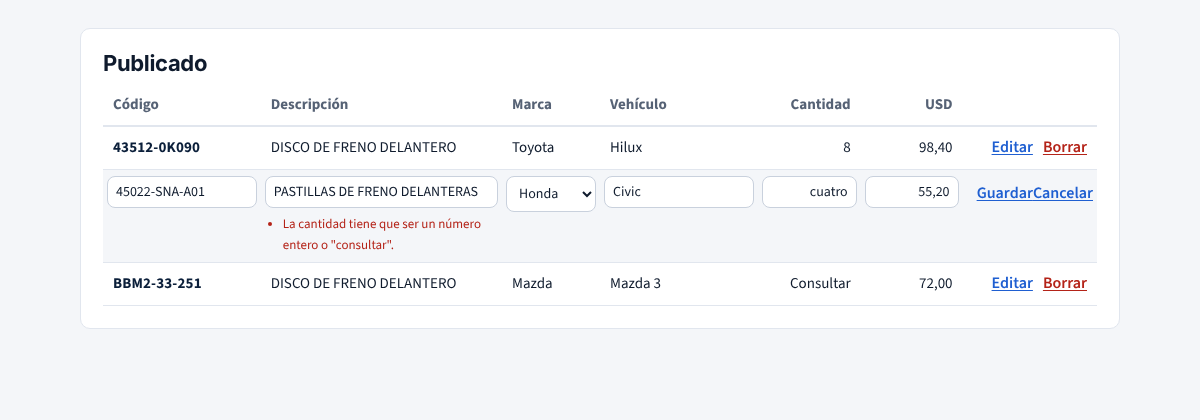 Publicado
Código Descripción Marca Vehículo Cantidad USD
43512-0K090 DISCO DE FRENO DELANTERO Toyota Hilux 8 98,40 Editar Borrar
45022-SNA-A01 PASTILLAS DE FRENO DELANTERAS Honda Civic cuatro 55,20 GuardarCancelar
• La cantidad tiene que ser un número
entero o "consultar".
BBM2-33-251 DISCO DE FRENO DELANTERO Mazda Mazda 3 Consultar 72,00 Editar Borrar